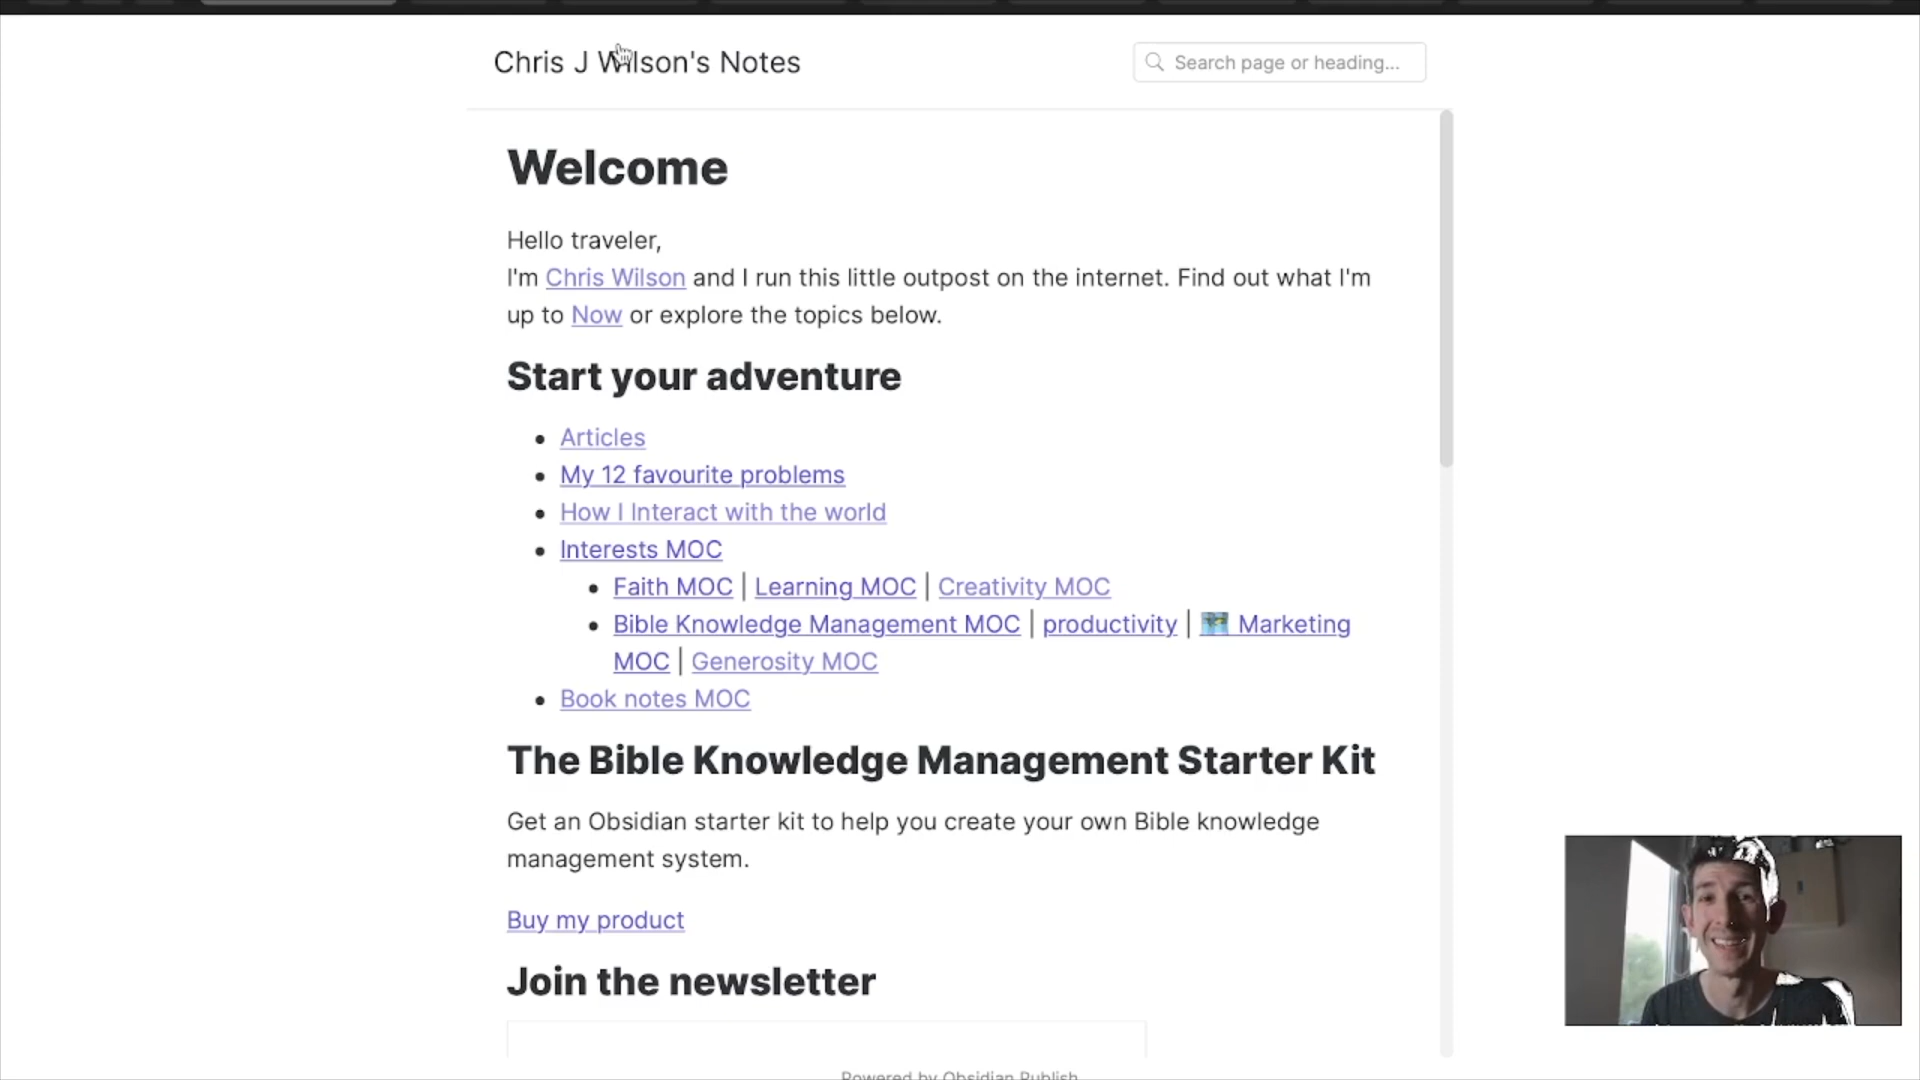 Chris J Wilson's Notes
Search page or heading...
Welcome
Hello traveler,
I'm Chris Wilson and I run this little outpost on the internet. Find out what I'm
up to Now or explore the topics below.
Start your adventure
Articles
My 12 favourite problems
How I Interact with the world
Interests MOC
Faith MOC | Learning MOC | Creativity MOC
Bible Knowledge Management MOC | productivity | Marketing
MOC | Generosity MOC
Book notes MOC
The Bible Knowledge Management Starter Kit
Get an Obsidian starter kit to help you create your own Bible knowledge
management system.
Buy my product
Join the newsletter
Powered by Obsidian Publish